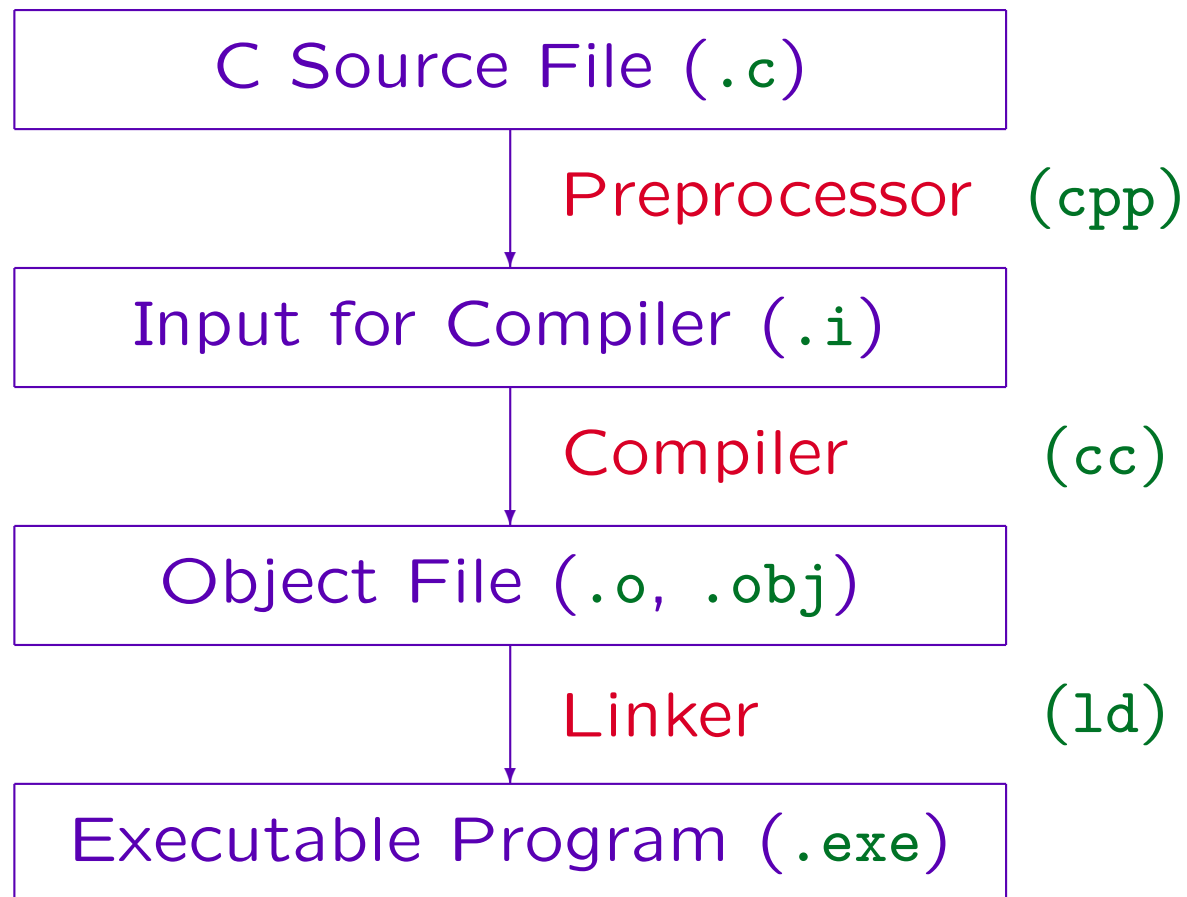 C Source File (.c)
Preprocessor (cpp)
Input for Compiler (.i)
Compiler (cc)
Object File (.o, .obj)
Linker (ld)
Executable Program (.exe)